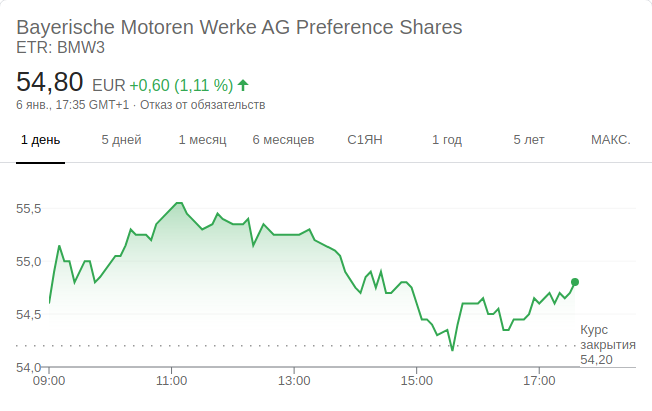 Bayerische Motoren Werke AG Preference Shares
ETR: BMW3
54,80 EUR +0,60 (1,11 %)
6 янв., 17:35 GMT+1 · Отказ от обязательств
1 день 5 дней 1 месяц 6 месяцев С1ЯН 1 год 5 лет МАКС.
55,5
55,0
54,5
Курс
закрытия
54,20
54,0
09:00 11:00 13:00 15:00 17:00